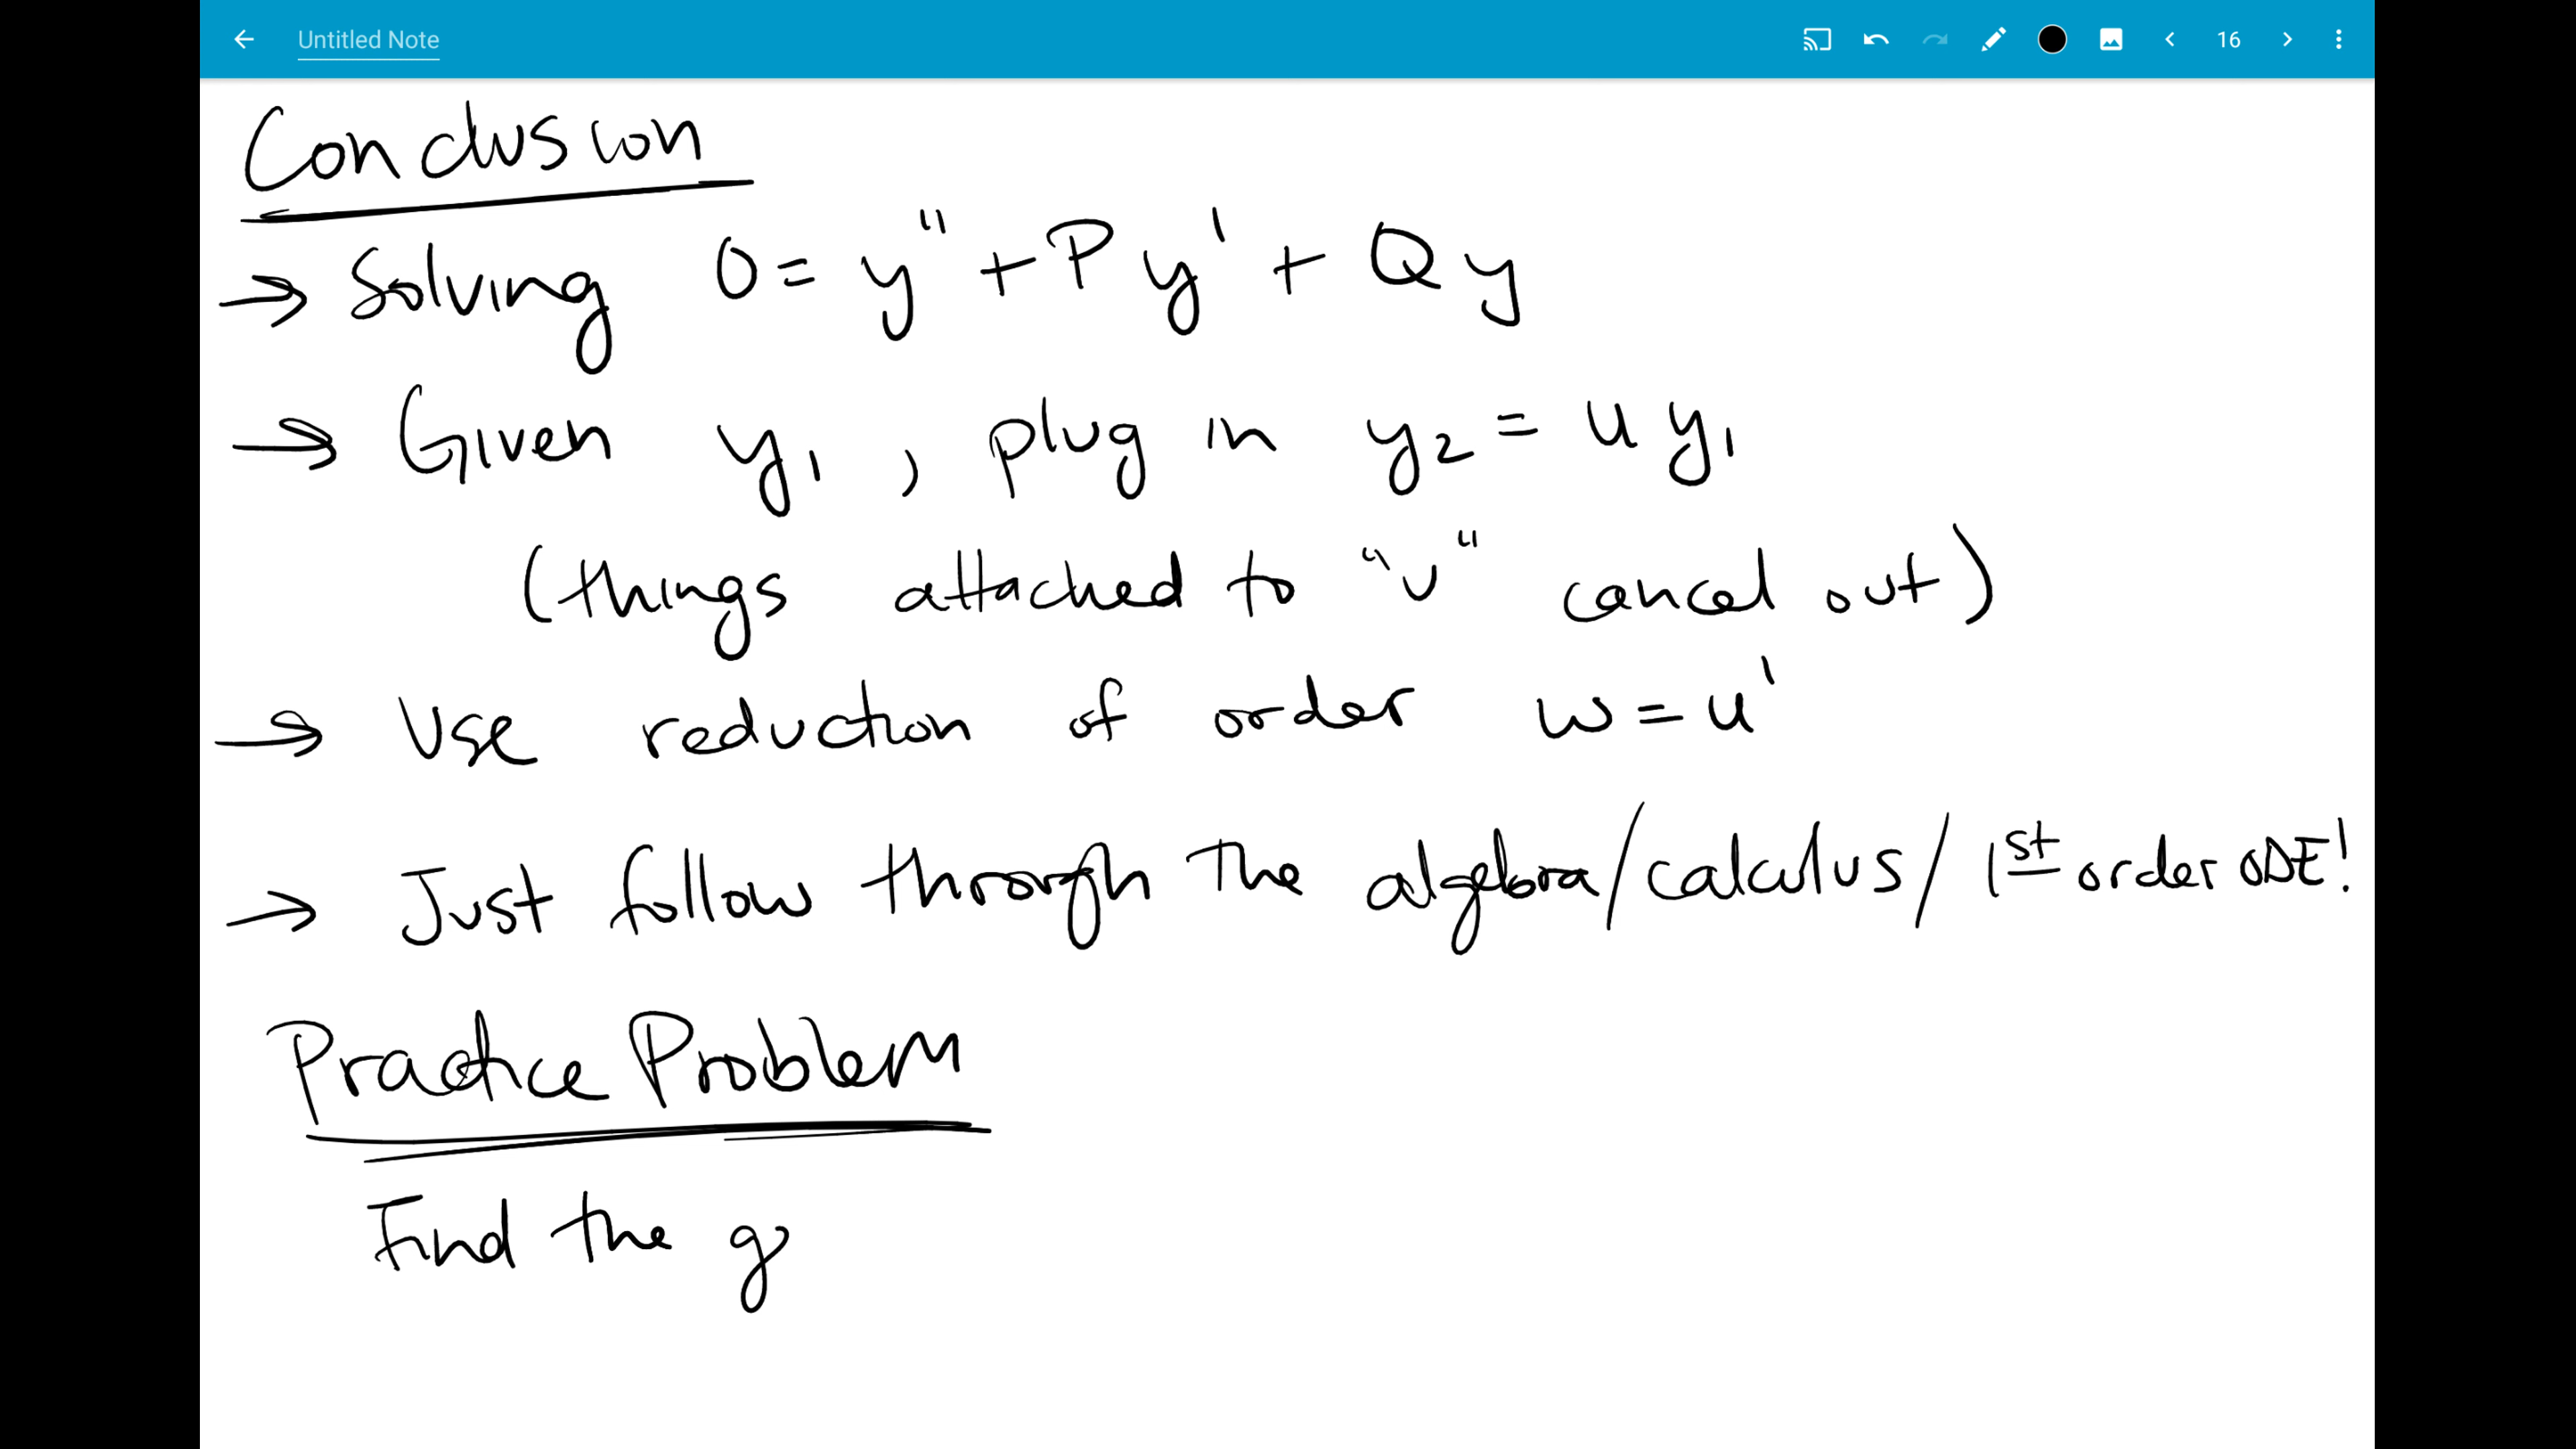 Untitled Note
16
Conclusion
→ Solving 0 = y" + P y' + Q y
→ Given y₁ , plug in y₂ = u y₁
(things attached to "u" cancel out)
→ Use reduction of order w = u'
→ Just follow through the algebra/calculus/ 1st order ODE!
Practice Problem
Find the g